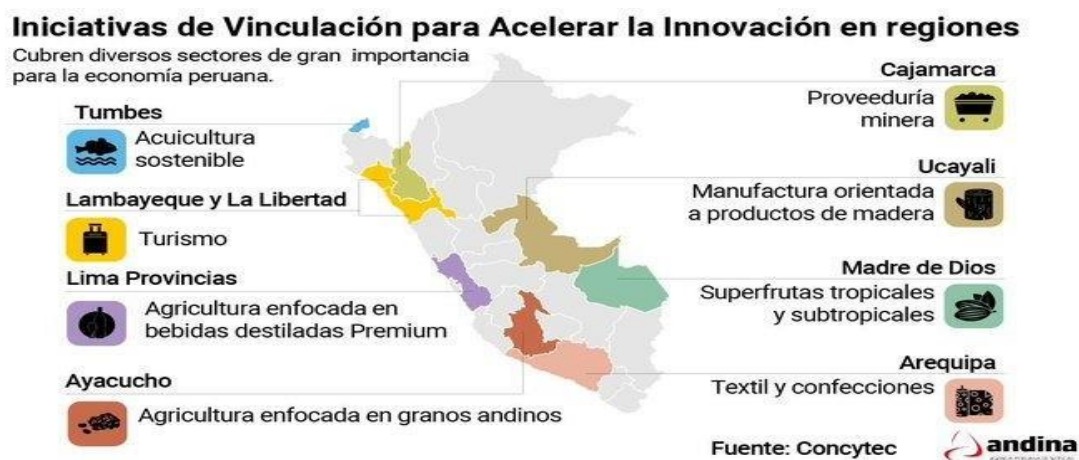 Iniciativas de Vinculación para Acelerar la Innovación en regiones
Cubren diversos sectores de gran importancia
para la economía peruana.
Tumbes
Acuicultura
sostenible
Lambayeque y La Libertad
Turismo
Lima Provincias
Agricultura enfocada en
bebidas destiladas Premium
Ayacucho
Agricultura enfocada en granos andinos
Cajamarca
Proveeduría
minera
Ucayali
Manufactura orientada
a productos de madera
Madre de Dios
Superfrutas tropicales
y subtropicales
Arequipa
Textil y confecciones
Fuente: Concytec
andina